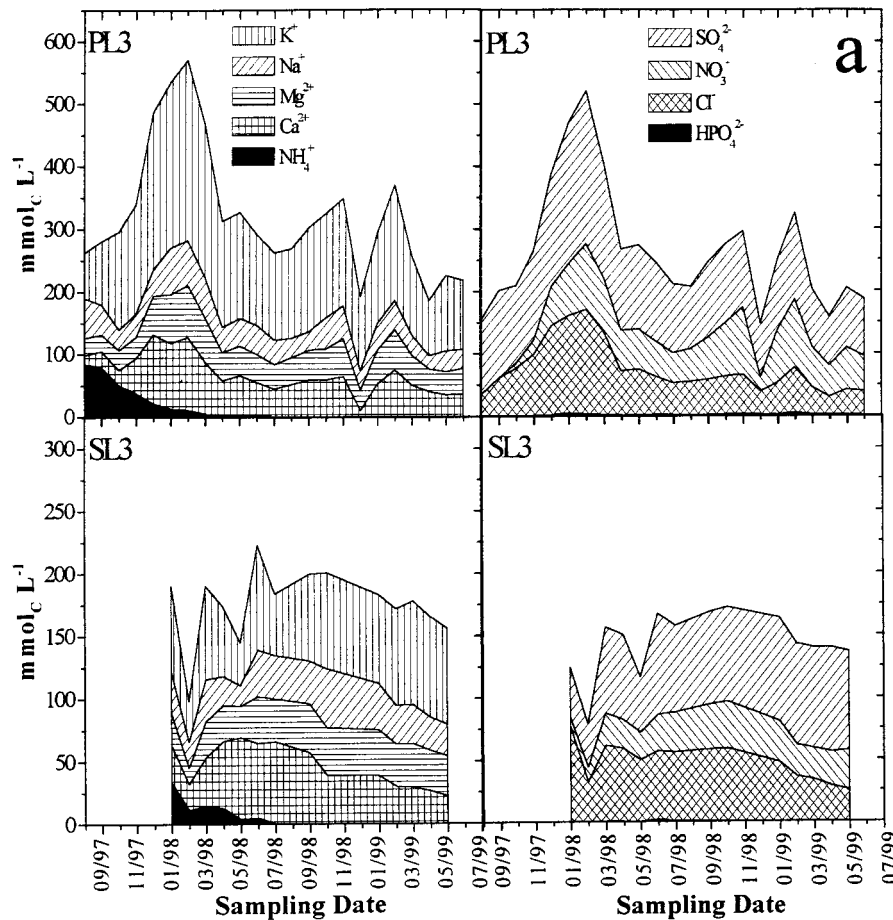 PL3
K⁺
Na⁺
Mg²⁺
Ca²⁺
NH₄⁺
PL3
SO₄²⁻
NO₃⁻
Cl⁻
HPO₄²⁻
a
600
500
400
300
200
100
0
mmol_C L⁻¹
SL3
SL3
300
250
200
150
100
50
0
mmol_C L⁻¹
09/97
11/97
01/98
03/98
05/98
07/98
09/98
11/98
01/99
03/99
05/99
07/99
09/97
11/97
01/98
03/98
05/98
07/98
09/98
11/98
01/99
03/99
05/99
07/99
Sampling Date
Sampling Date